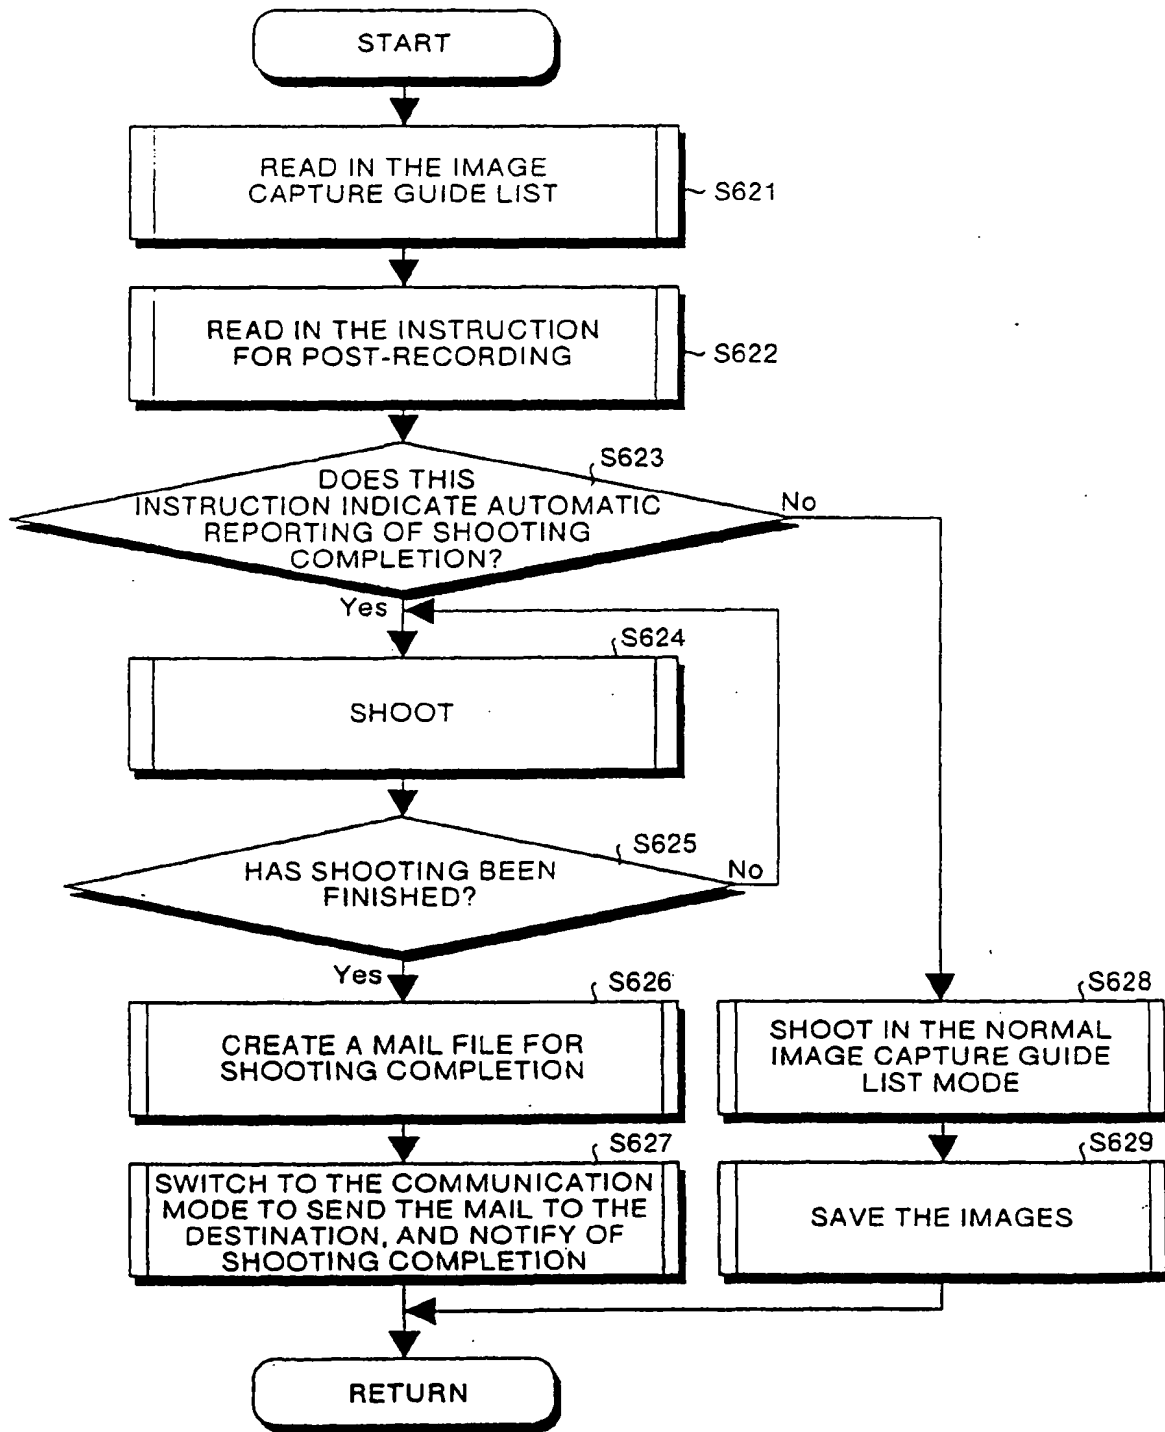 START
READ IN THE IMAGE
CAPTURE GUIDE LIST
S621
READ IN THE INSTRUCTION
FOR POST-RECORDING
S622
S623
DOES THIS
INSTRUCTION INDICATE AUTOMATIC
REPORTING OF SHOOTING
COMPLETION?
No
Yes
S624
SHOOT
S625
HAS SHOOTING BEEN
FINISHED?
No
Yes
S626
CREATE A MAIL FILE FOR
SHOOTING COMPLETION
S628
SHOOT IN THE NORMAL
IMAGE CAPTURE GUIDE
LIST MODE
S627
SWITCH TO THE COMMUNICATION
MODE TO SEND THE MAIL TO THE
DESTINATION, AND NOTIFY OF
SHOOTING COMPLETION
S629
SAVE THE IMAGES
RETURN